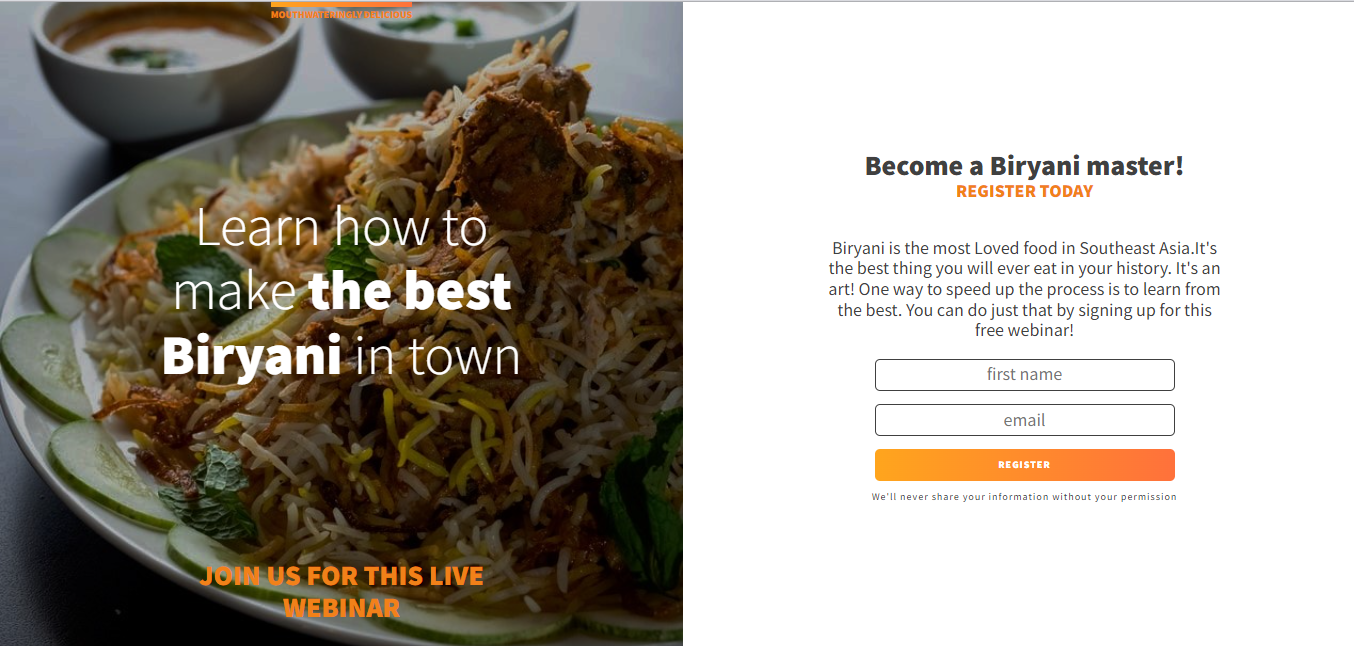 MOUTHWATERINGLY DELICIOUS
Learn how to
make the best
Biryani in town
JOIN US FOR THIS LIVE
WEBINAR
Become a Biryani master!
REGISTER TODAY
Biryani is the most Loved food in Southeast Asia.It's
the best thing you will ever eat in your history. It's an
art! One way to speed up the process is to learn from
the best. You can do just that by signing up for this
free webinar!
first name
email
REGISTER
We'll never share your information without your permission